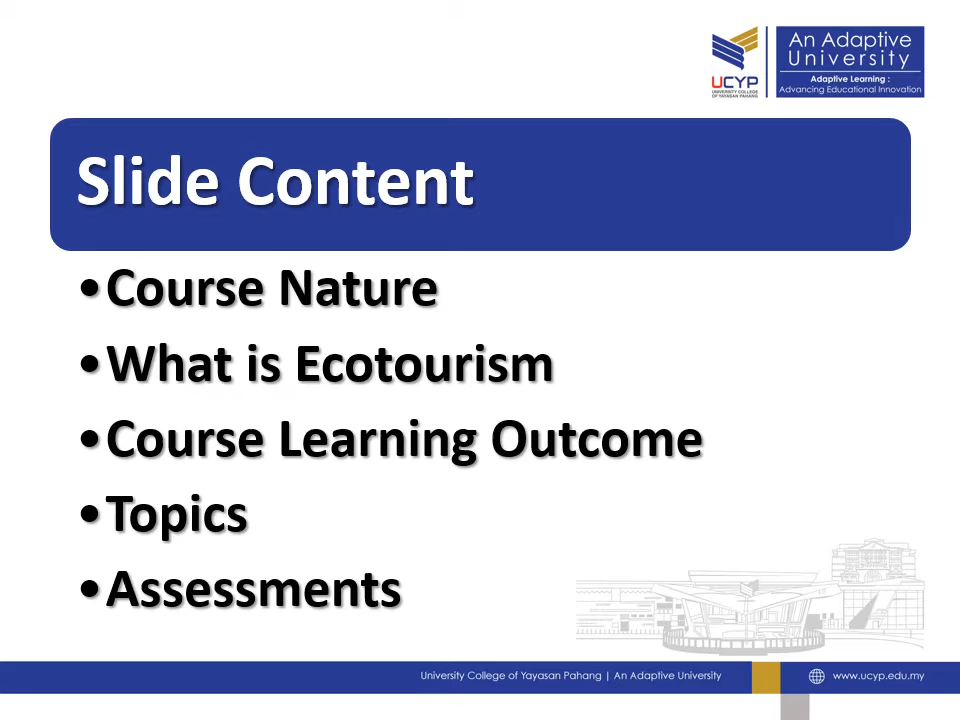 UCYP
UNIVERSITY COLLEGE
OF YAYASAN PAHANG
An Adaptive
University
Adaptive Learning :
Advancing Educational Innovation
Slide Content
•Course Nature
•What is Ecotourism
•Course Learning Outcome
•Topics
•Assessments
University College of Yayasan Pahang | An Adaptive University
www.ucyp.edu.my